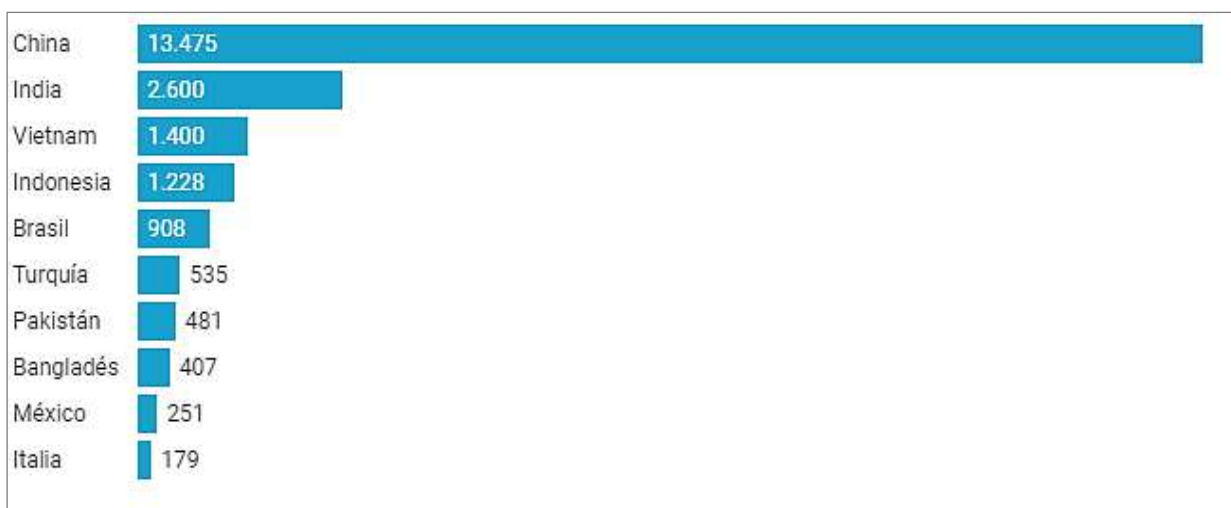 China 13.475
India 2.600
Vietnam 1.400
Indonesia 1.228
Brasil 908
Turquía 535
Pakistán 481
Bangladés 407
México 251
Italia 179